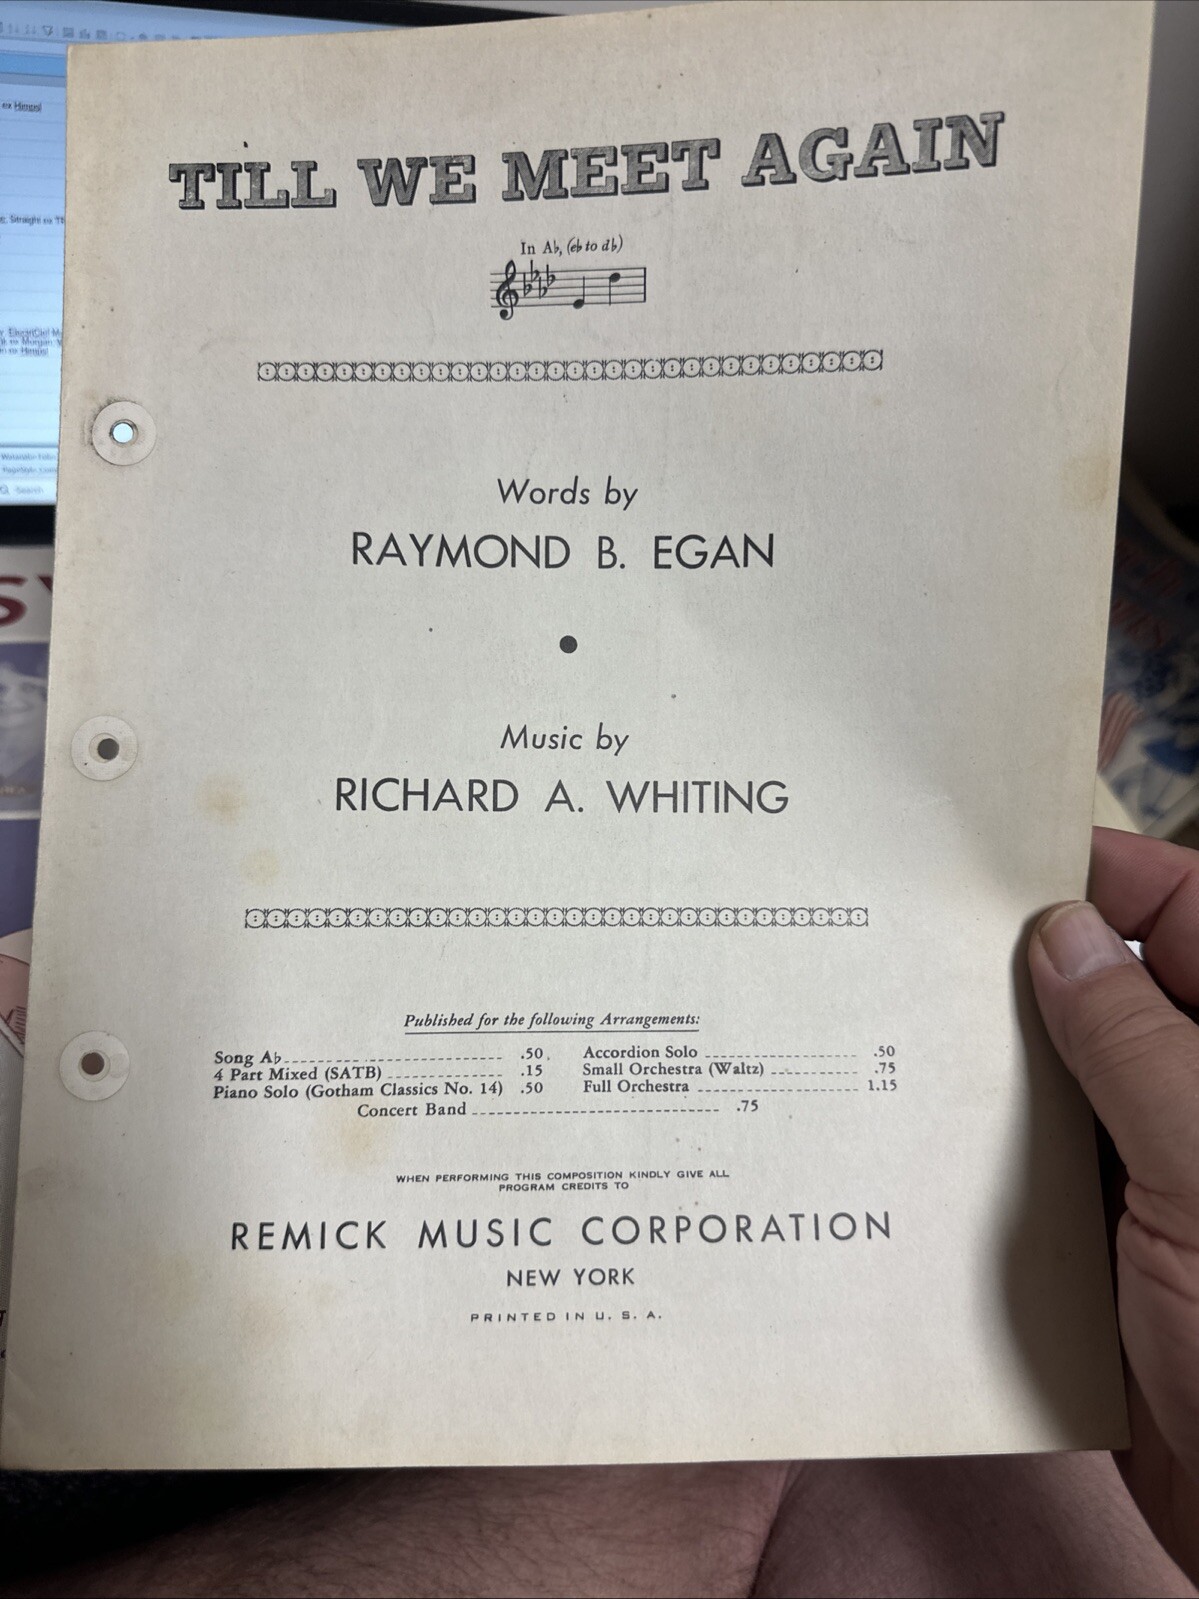 TILL WE MEET AGAIN
In A♭, (e♭ to d♭)
Words by
RAYMOND B. EGAN
Music by
RICHARD A. WHITING
Published for the following Arrangements:
Song A♭ .50
4 Part Mixed (SATB) .15
Piano Solo (Gotham Classics No. 14) .50
Accordion Solo .50
Small Orchestra (Waltz) .75
Full Orchestra 1.15
Concert Band .75
WHEN PERFORMING THIS COMPOSITION KINDLY GIVE ALL
PROGRAM CREDITS TO
REMICK MUSIC CORPORATION
NEW YORK
PRINTED IN U. S. A.
ex Himsel
Search